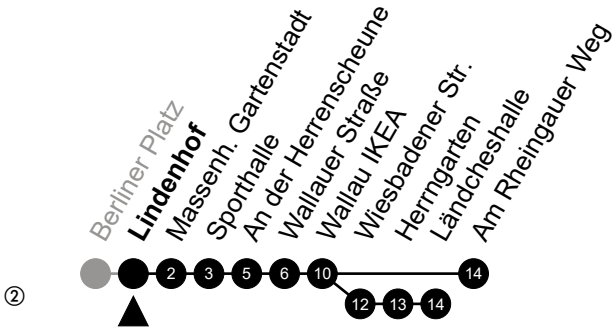 Berliner Platz
Lindenhof
Massenh. Gartenstadt
Sporthalle
An der Herrenscheune
Wallauer Straße
Wallau IKEA
Wiesbadener Str.
Herrngarten
Ländcheshalle
Am Rheingauer Weg
2 3 5 6 10 14
② 12 13 14